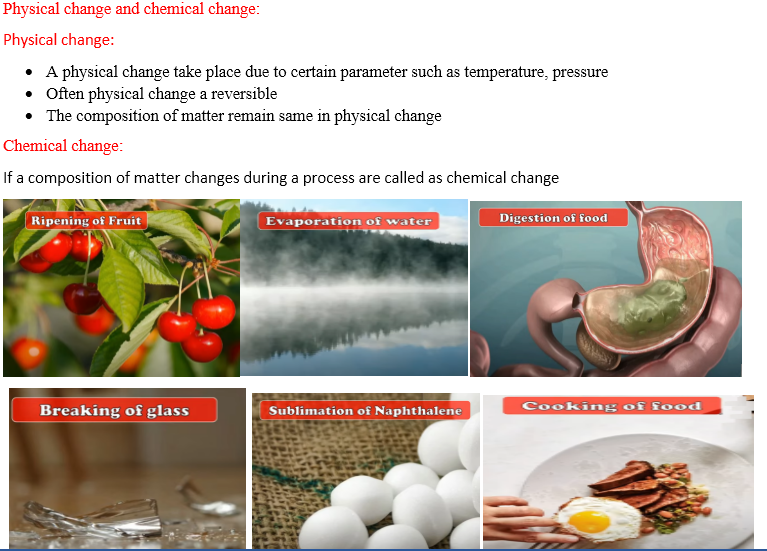 Physical change and chemical change:
Physical change:
• A physical change take place due to certain parameter such as temperature, pressure
• Often physical change a reversible
• The composition of matter remain same in physical change
Chemical change:
If a composition of matter changes during a process are called as chemical change
Ripening of Fruit
Evaporation of water
Digestion of food
Breaking of glass
Sublimation of Naphthalene
Cooking of food